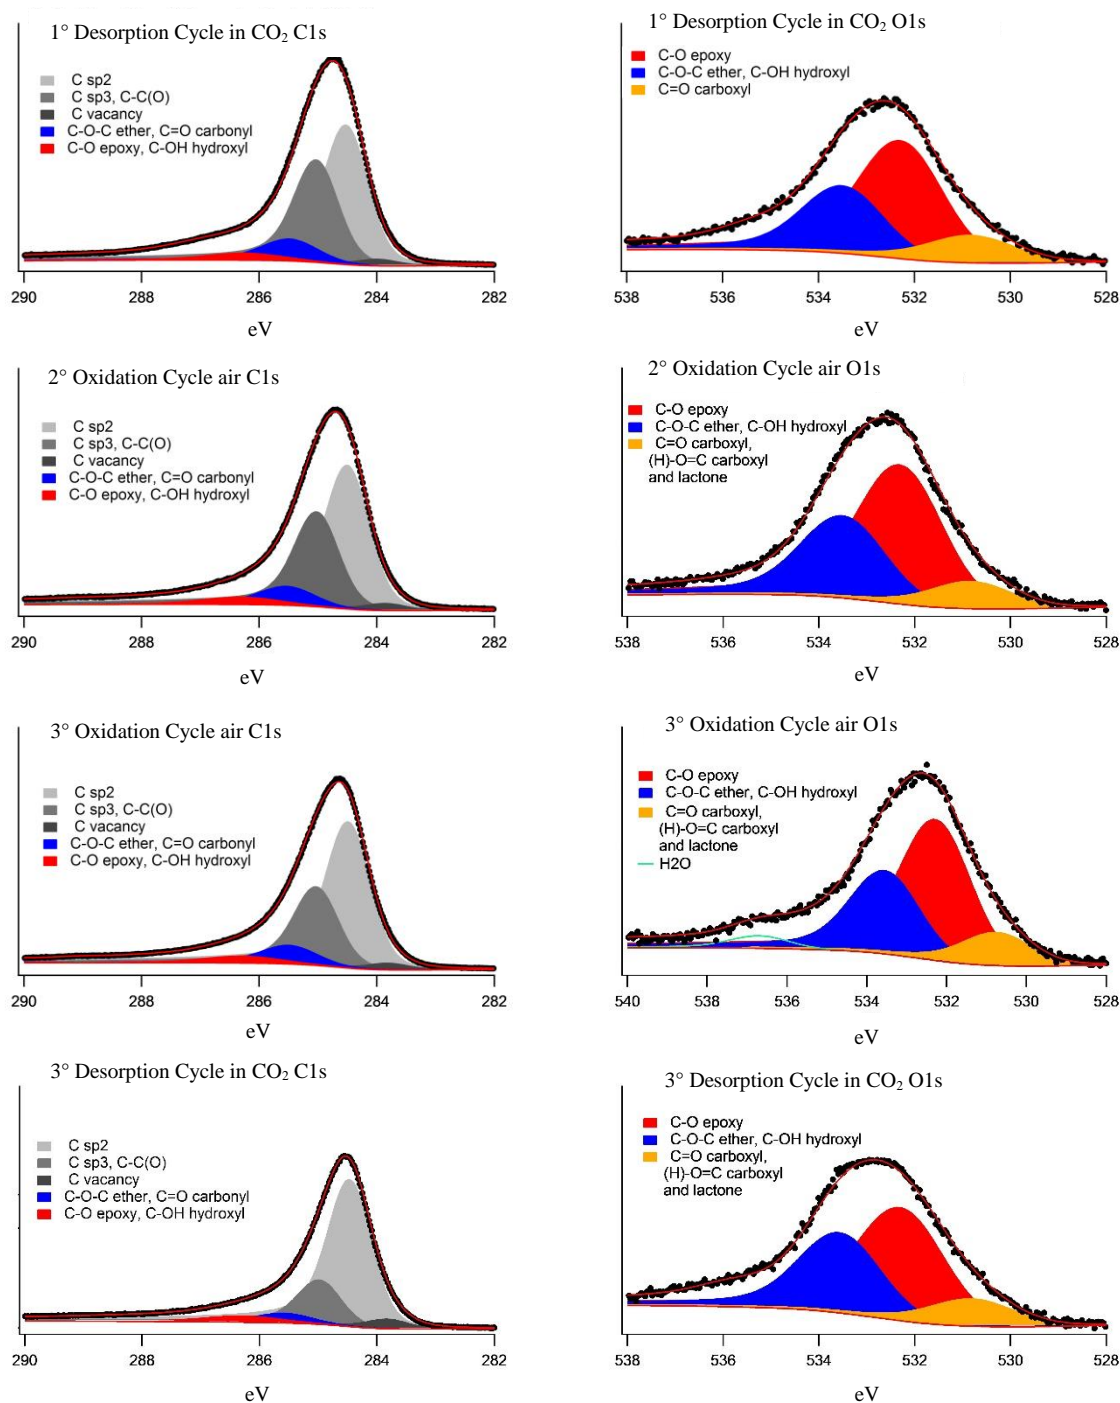 1° Desorption Cycle in CO₂ C1s
C sp2
C sp3, C-C(O)
C vacancy
C-O-C ether, C=O carbonyl
C-O epoxy, C-OH hydroxyl
290 288 286 284 282
eV
1° Desorption Cycle in CO₂ O1s
C-O epoxy
C-O-C ether, C-OH hydroxyl
C=O carboxyl
538 536 534 532 530 528
eV
2° Oxidation Cycle air C1s
C sp2
C sp3, C-C(O)
C vacancy
C-O-C ether, C=O carbonyl
C-O epoxy, C-OH hydroxyl
290 288 286 284 282
eV
2° Oxidation Cycle air O1s
C-O epoxy
C-O-C ether, C-OH hydroxyl
C=O carboxyl,
(H)-O=C carboxyl
and lactone
538 536 534 532 530 528
eV
3° Oxidation Cycle air C1s
C sp2
C sp3, C-C(O)
C vacancy
C-O-C ether, C=O carbonyl
C-O epoxy, C-OH hydroxyl
290 288 286 284 282
eV
3° Oxidation Cycle air O1s
C-O epoxy
C-O-C ether, C-OH hydroxyl
C=O carboxyl,
(H)-O=C carboxyl
and lactone
H2O
540 538 536 534 532 530 528
eV
3° Desorption Cycle in CO₂ C1s
C sp2
C sp3, C-C(O)
C vacancy
C-O-C ether, C=O carbonyl
C-O epoxy, C-OH hydroxyl
290 288 286 284 282
eV
3° Desorption Cycle in CO₂ O1s
C-O epoxy
C-O-C ether, C-OH hydroxyl
C=O carboxyl,
(H)-O=C carboxyl
and lactone
538 536 534 532 530 528
eV